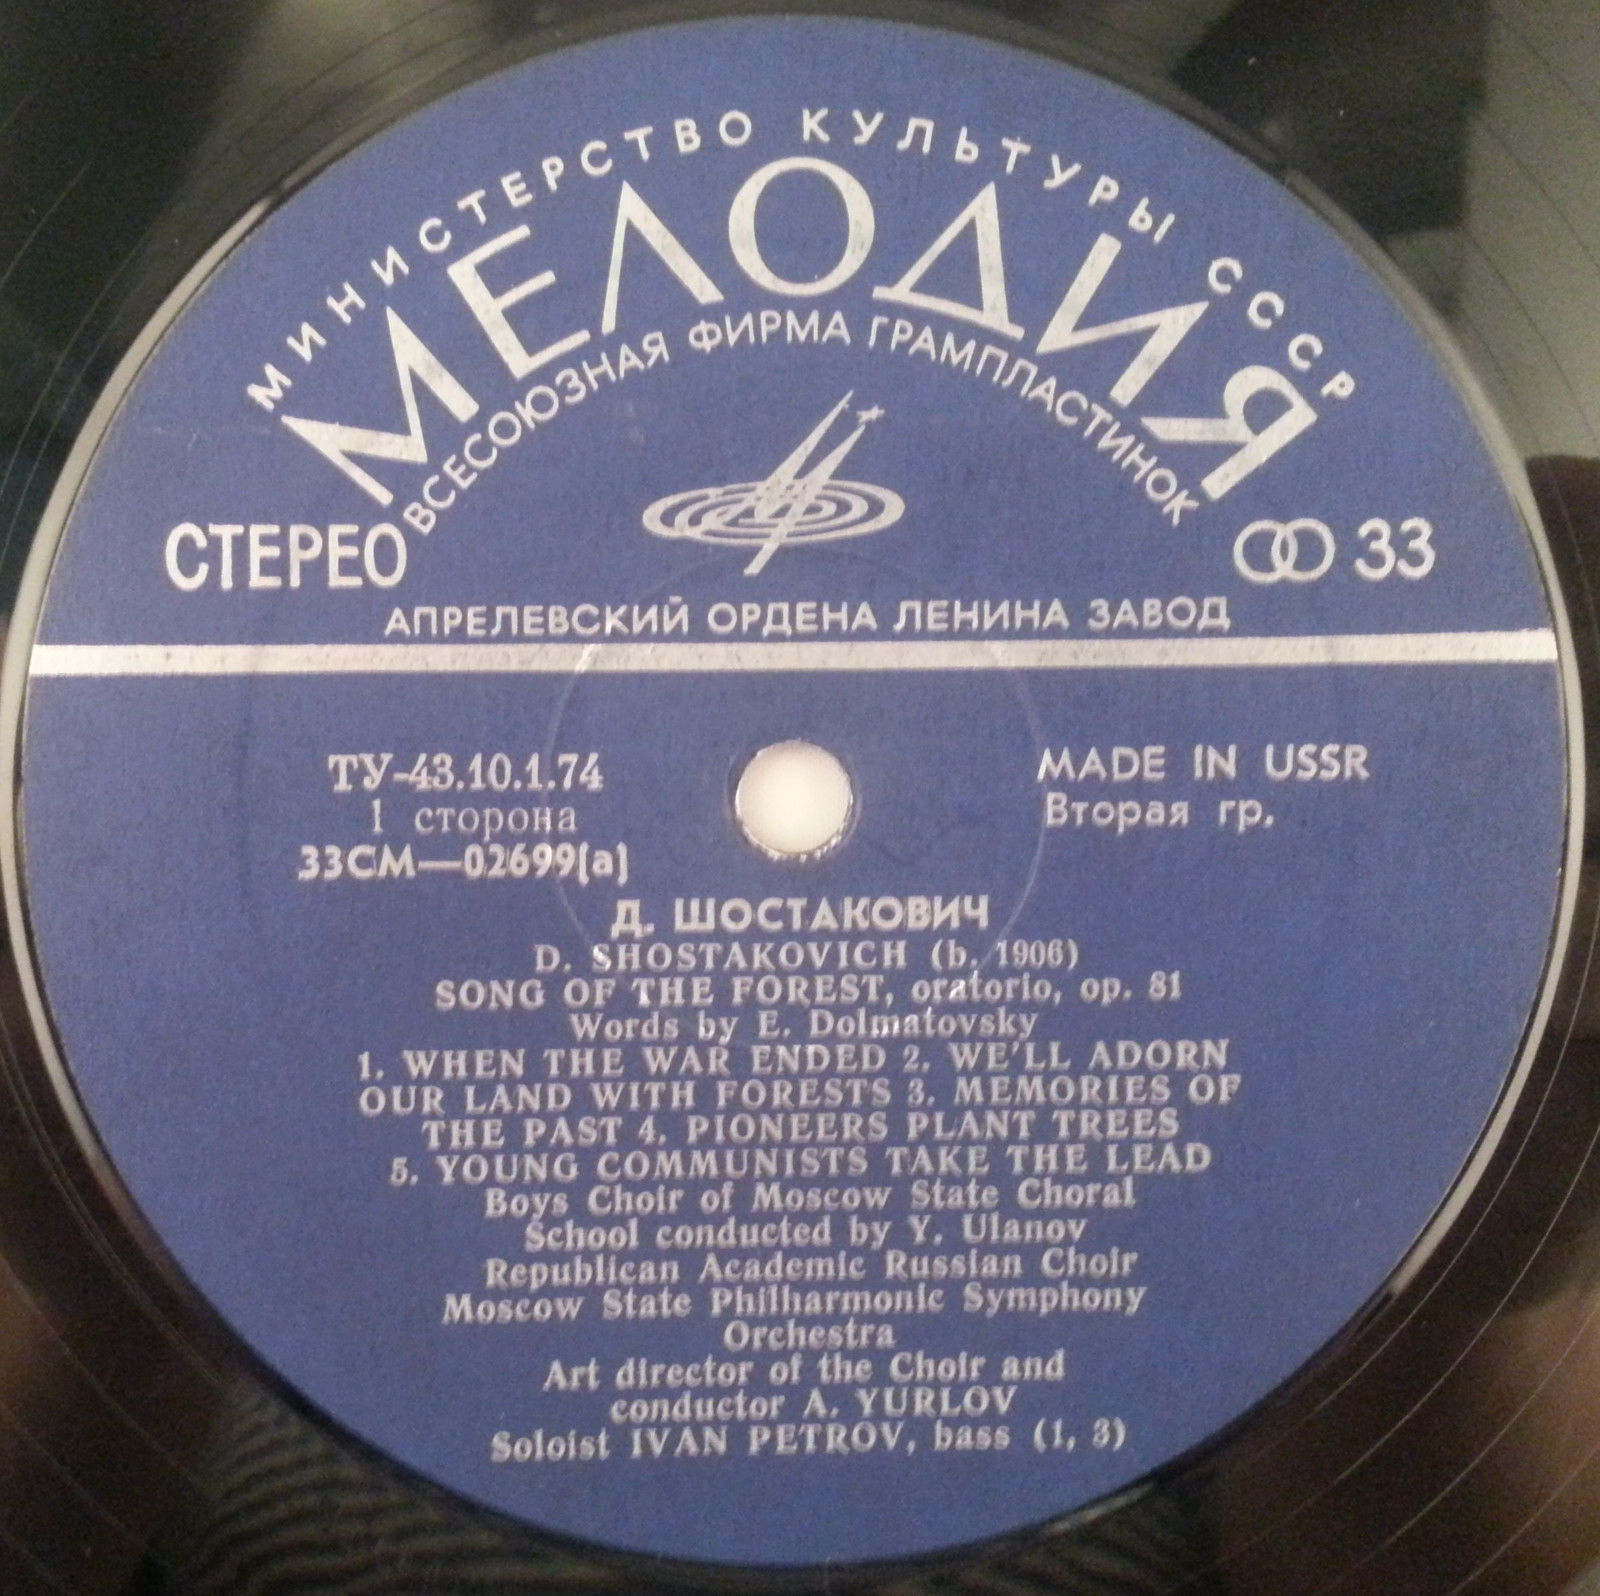 МИНИСТЕРСТВО КУЛЬТУРЫ СССР
МЕЛОДИЯ
ВСЕСОЮЗНАЯ ФИРМА ГРАМПЛАСТИНОК
СТЕРЕО
33
АПРЕЛЕВСКИЙ ОРДЕНА ЛЕНИНА ЗАВОД
ТУ-43.10.1.74
1 сторона
33СМ—02699(а)
MADE IN USSR
Вторая гр.
Д. ШОСТАКОВИЧ
D. SHOSTAKOVICH (b. 1906)
SONG OF THE FOREST, oratorio, op. 81
Words by E. Dolmatovsky
1. WHEN THE WAR ENDED 2. WE'LL ADORN
OUR LAND WITH FORESTS 3. MEMORIES OF
THE PAST 4. PIONEERS PLANT TREES
5. YOUNG COMMUNISTS TAKE THE LEAD
Boys Choir of Moscow State Choral
School conducted by Y. Ulanov
Republican Academic Russian Choir
Moscow State Philharmonic Symphony
Orchestra
Art director of the Choir and
conductor A. YURLOV
Soloist IVAN PETROV, bass (1, 3)